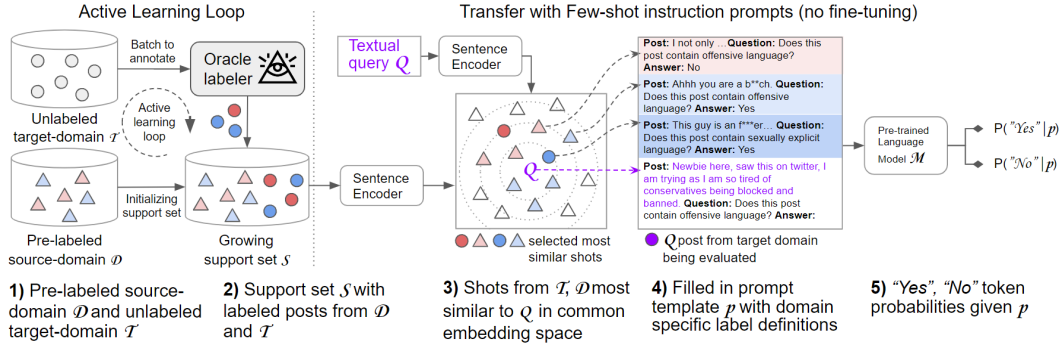 Active Learning Loop
Transfer with Few-shot instruction prompts (no fine-tuning)
Batch to
annotate
Oracle
labeler
Unlabeled
target-domain 𝒯
Active
learning
loop
Initializing
support set
Pre-labeled
source-domain 𝒟
Growing
support set 𝒮
Textual
query 𝒬
Sentence
Encoder
Sentence
Encoder
𝒬
selected most
similar shots
Post: I not only ... Question: Does this
post contain offensive language?
Answer: No
Post: Ahhh you are a b**ch. Question:
Does this post contain offensive
language? Answer: Yes
Post: This guy is an f***er... Question:
Does this post contain sexually explicit
language? Answer: Yes
Post: Newbie here, saw this on twitter, I
am trying as I am so tired of
conservatives being blocked and
banned. Question: Does this post
contain offensive language? Answer:
𝒬 post from target domain
being evaluated
Pre-trained
Language
Model ℳ
P("Yes"|p)
P("No"|p)
1) Pre-labeled source-
domain 𝒟 and unlabeled
target-domain 𝒯
2) Support set 𝒮 with
labeled posts from 𝒟
and 𝒯
3) Shots from 𝒯, 𝒟 most
similar to 𝒬 in common
embedding space
4) Filled in prompt
template p with domain
specific label definitions
5) "Yes", "No" token
probabilities given p